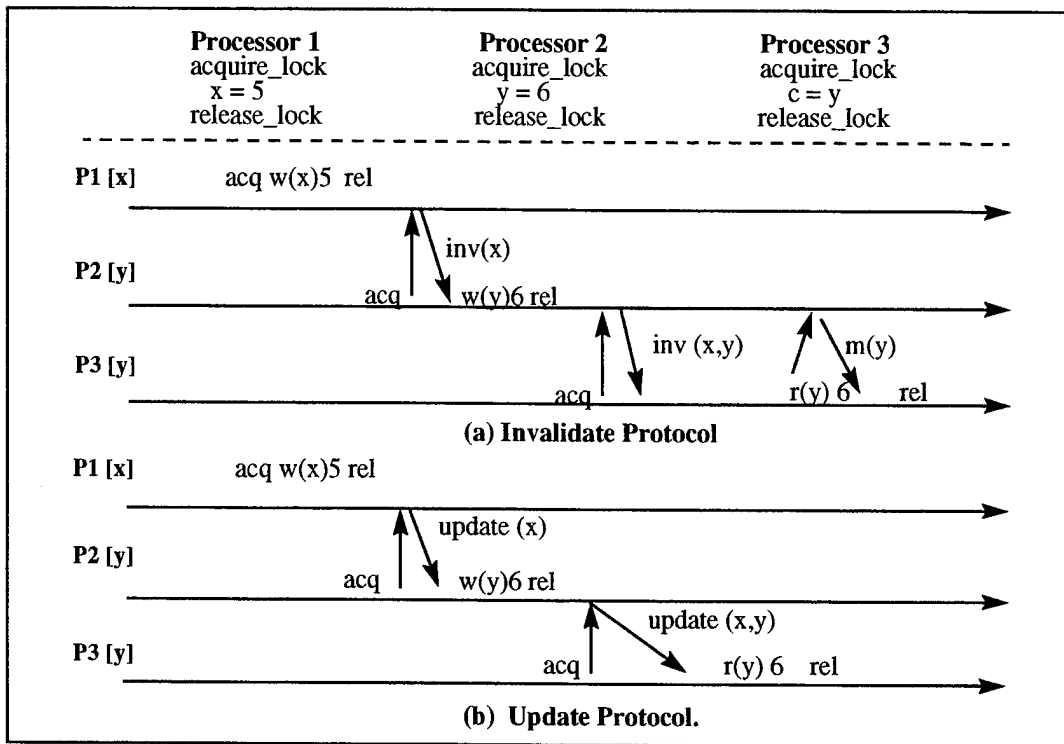 Processor 1 Processor 2 Processor 3
acquire_lock acquire_lock acquire_lock
x = 5 y = 6 c = y
release_lock release_lock release_lock
P1 [x] acq w(x)5 rel
inv(x)
P2 [y]
acq w(y)6 rel
inv (x,y) m(y)
P3 [y]
acq r(y) 6 rel
(a) Invalidate Protocol
P1 [x] acq w(x)5 rel
update (x)
P2 [y]
acq w(y)6 rel
update (x,y)
P3 [y]
acq r(y) 6 rel
(b) Update Protocol.